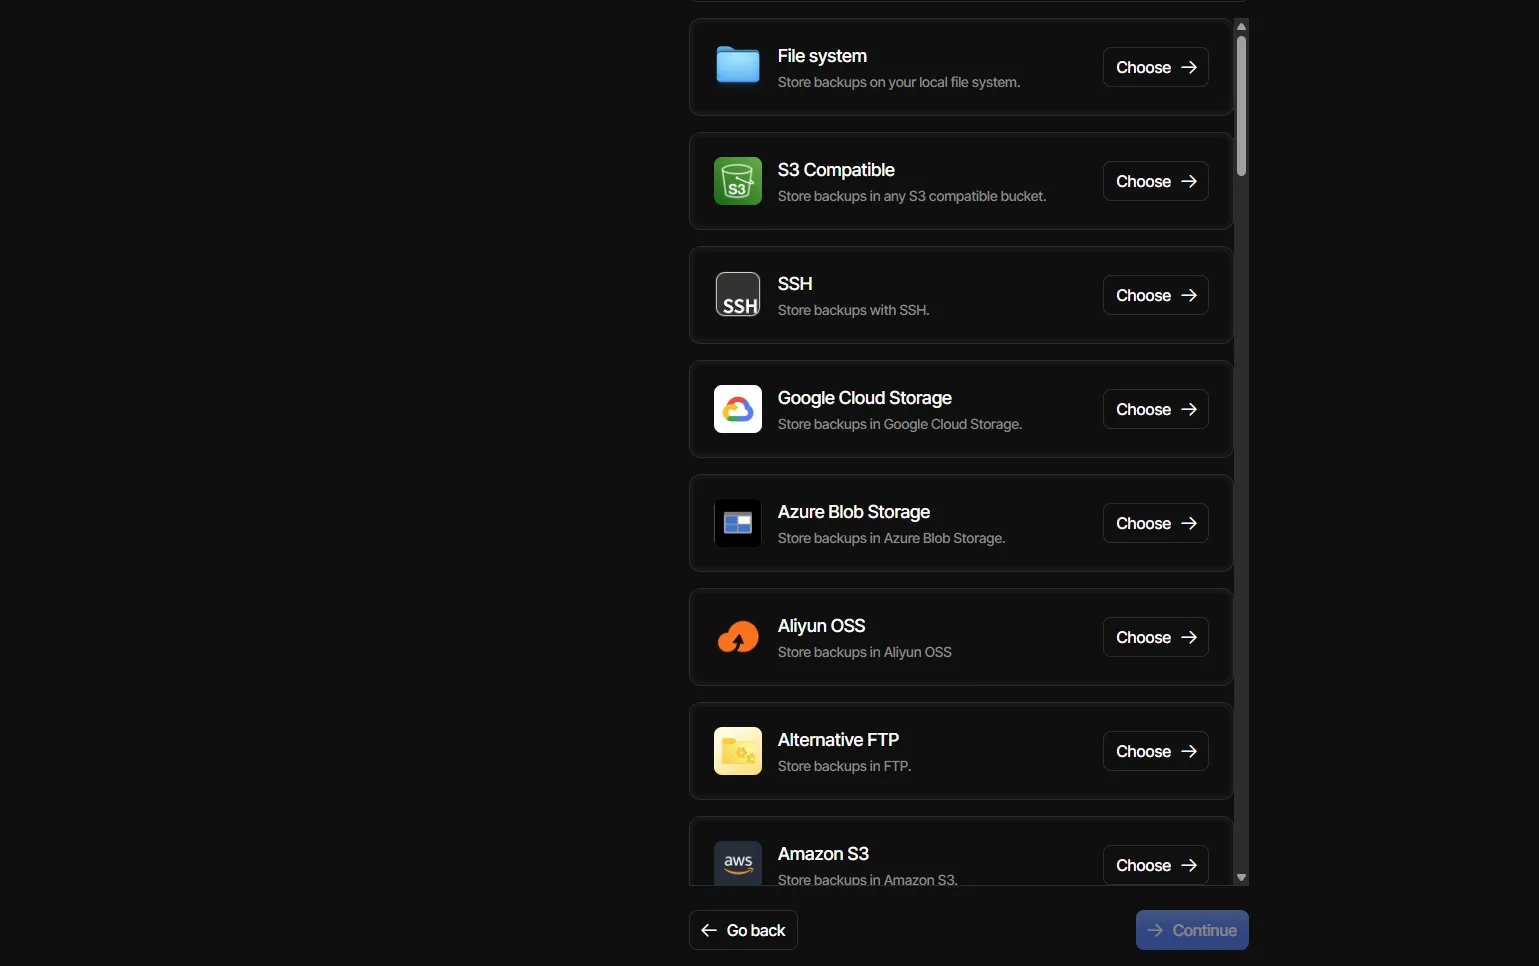 File system
Store backups on your local file system.
Choose
S3
S3 Compatible
Store backups in any S3 compatible bucket.
Choose
SSH
SSH
Store backups with SSH.
Choose
Google Cloud Storage
Store backups in Google Cloud Storage.
Choose
Azure Blob Storage
Store backups in Azure Blob Storage.
Choose
Aliyun OSS
Store backups in Aliyun OSS
Choose
Alternative FTP
Store backups in FTP.
Choose
aws
Amazon S3
Store backups in Amazon S3.
Choose
Go back
Continue